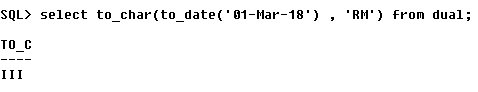 SQL> select to_char(to_date('01-Mar-18') , 'RM') from dual;
TO_C
----
III